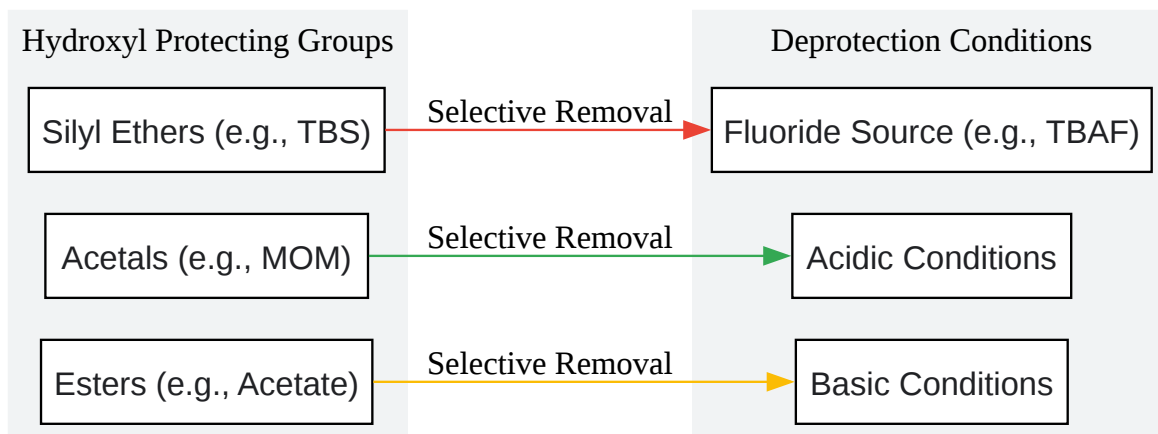 Hydroxyl Protecting Groups
Deprotection Conditions
Silyl Ethers (e.g., TBS)
Selective Removal
Fluoride Source (e.g., TBAF)
Acetals (e.g., MOM)
Selective Removal
Acidic Conditions
Esters (e.g., Acetate)
Selective Removal
Basic Conditions